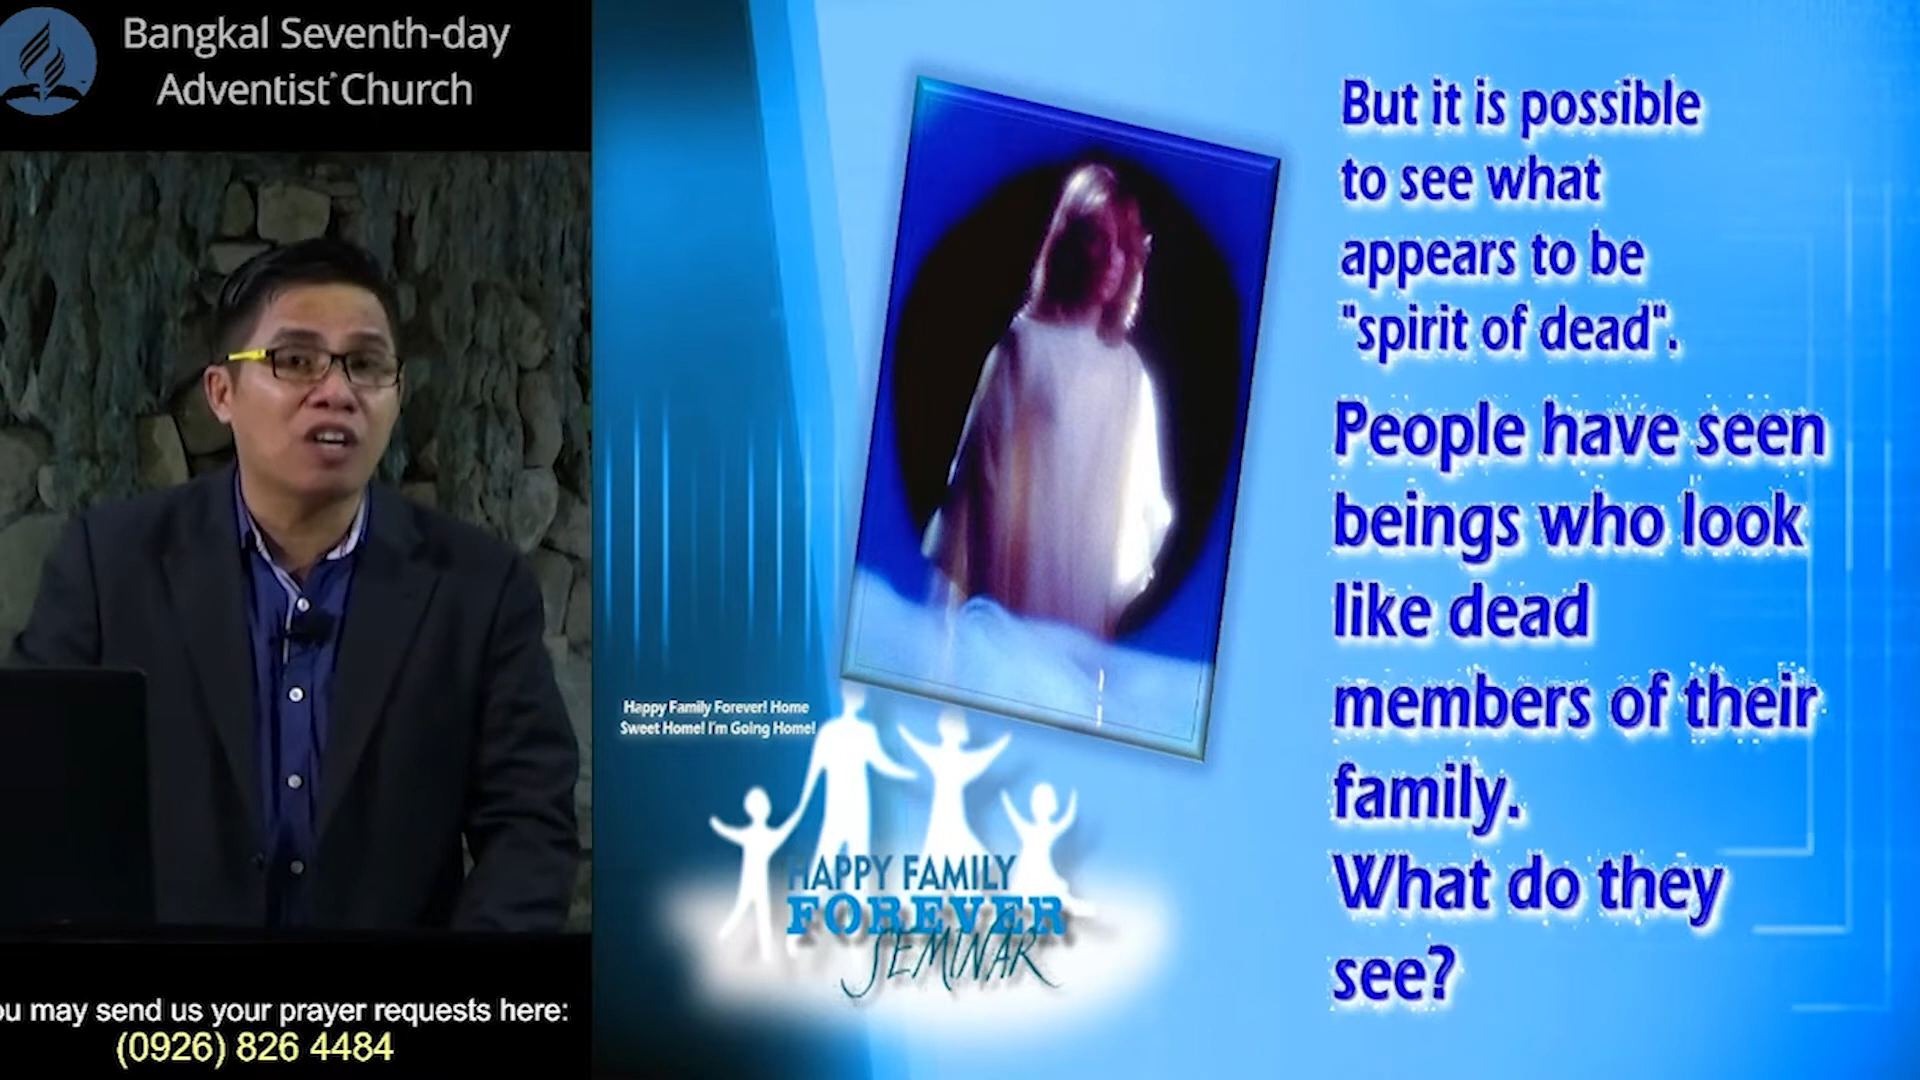 Bangkal Seventh-day
Adventist Church
But it is possible
to see what
appears to be
"spirit of dead".
People have seen
beings who look
like dead
members of their
family.
What do they
see?
Happy Family Forever! Home
Sweet Home! I'm Going Home!
HAPPY FAMILY
FOREVER
SEMINAR
ou may send us your prayer requests here:
(0926) 826 4484